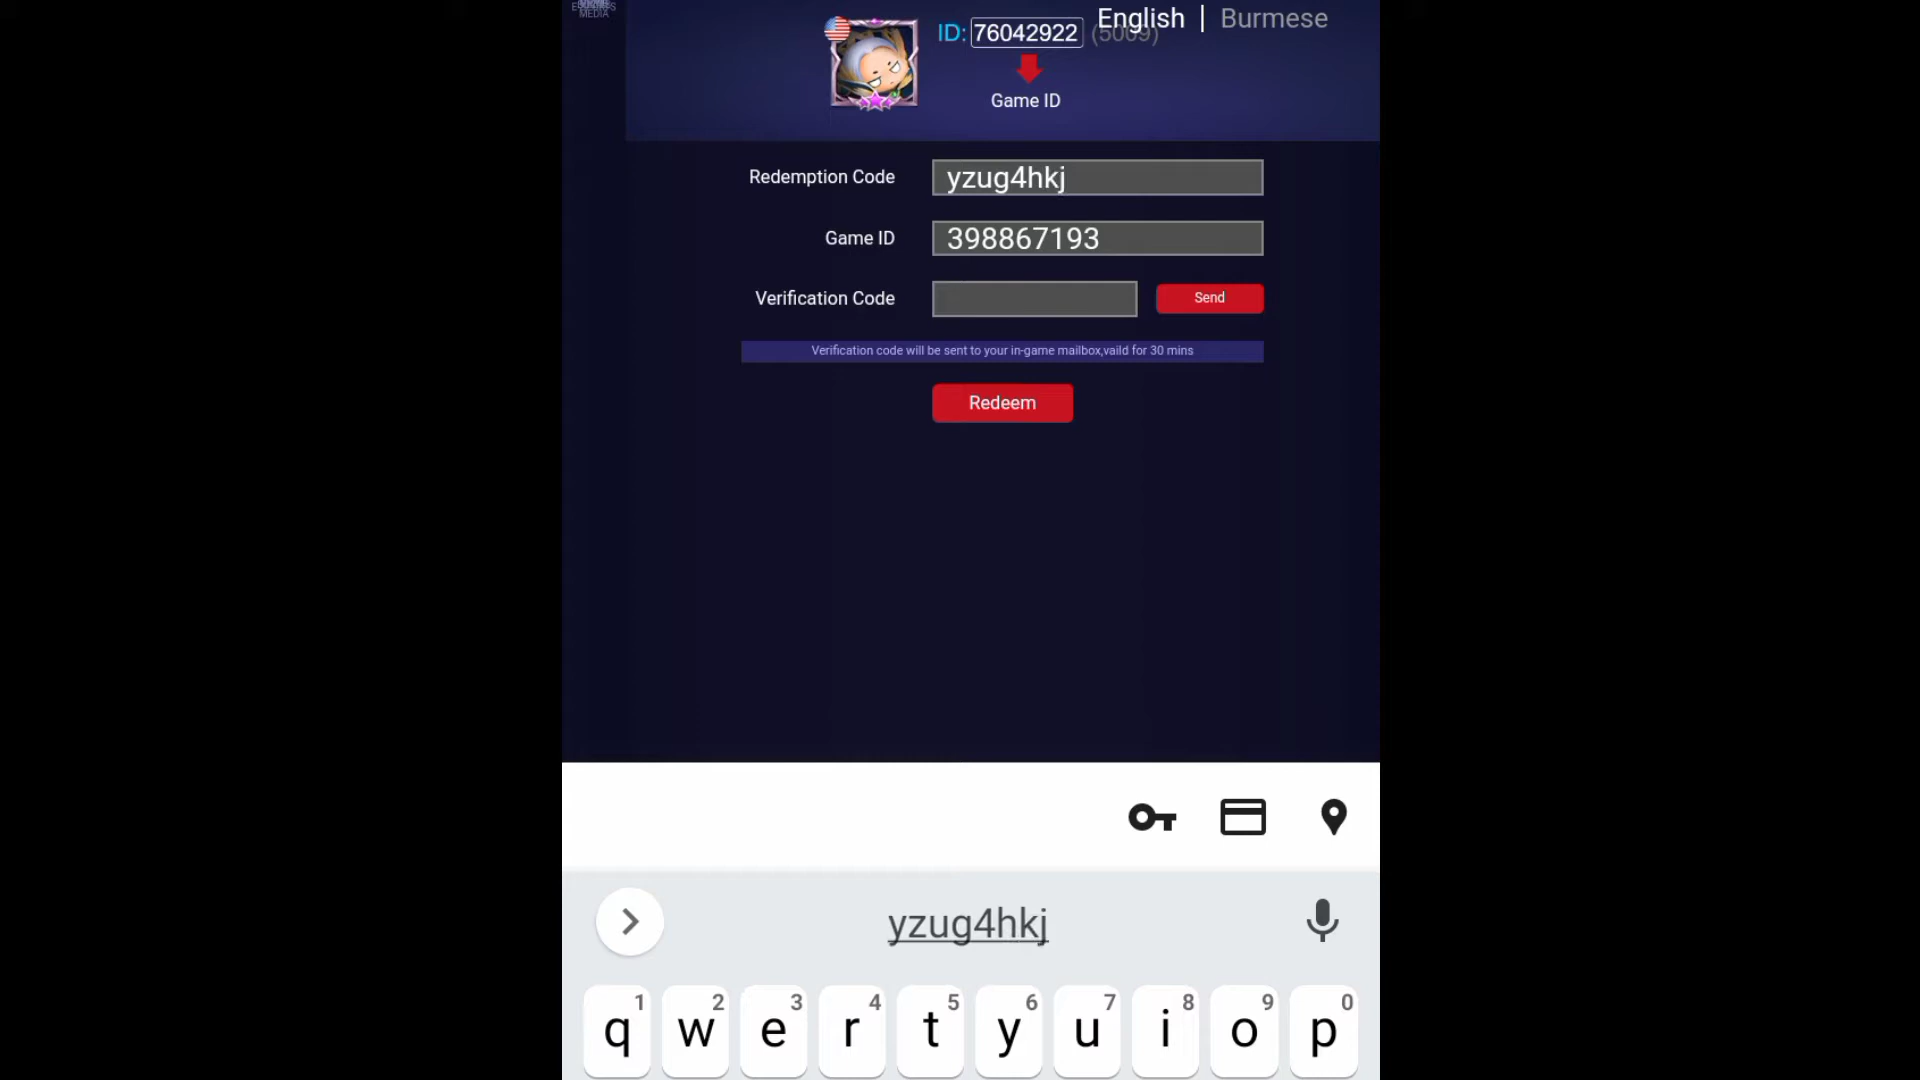 MEDIA
English | Burmese
ID: 76042922 (5009)
Game ID
Redemption Code yzug4hkj
Game ID 398867193
Verification Code Send
Verification code will be sent to your in-game mailbox,vaild for 30 mins
Redeem
yzug4hkj
1 2 3 4 5 6 7 8 9 0
q w e r t y u i o p